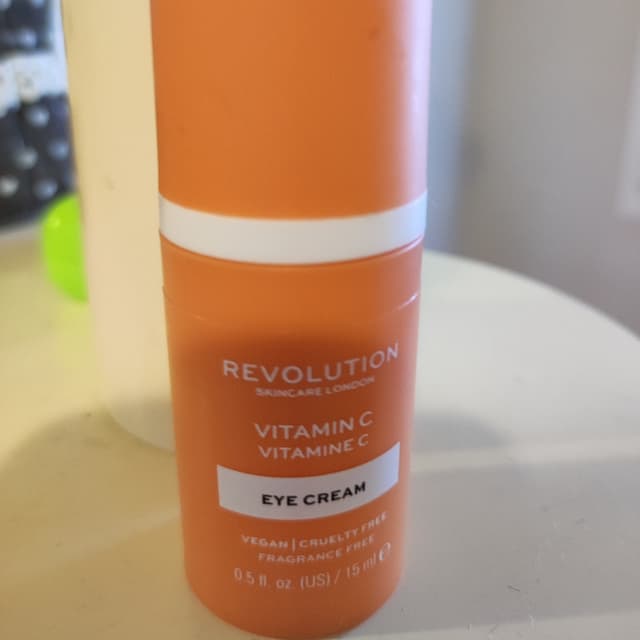 REVOLUTION
SKINCARE LONDON
VITAMIN C
VITAMINE C
EYE CREAM
VEGAN | CRUELTY FREE
FRAGRANCE FREE
0.5 fl. oz. (US) / 15 ml ℮